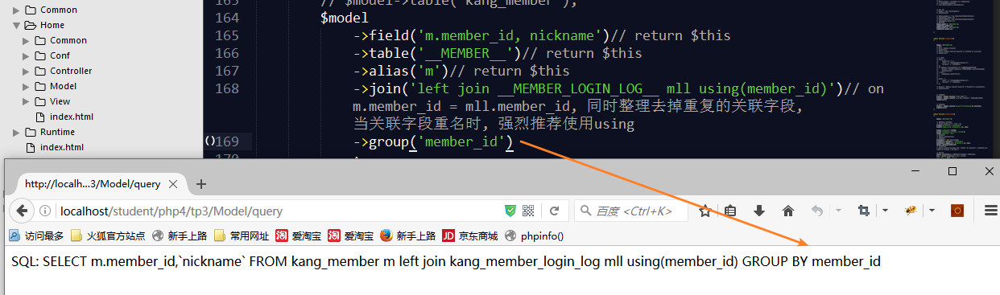 Common
Home
Common
Conf
Controller
Model
View
index.html
Runtime
index.html
// $model->table('kang_member');
164 $model
165 ->field('m.member_id, nickname')// return $this
166 ->table('__MEMBER__')// return $this
167 ->alias('m')// return $this
168 ->join('left join __MEMBER_LOGIN_LOG__ mll using(member_id)')// on
m.member_id = mll.member_id, 同时整理去掉重复的关联字段,
当关联字段重名时, 强烈推荐使用using
()169 ->group('member_id')
http://localh...3/Model/query
localhost/student/php4/tp3/Model/query
百度 <Ctrl+K>
访问最多 火狐官方站点 新手上路 常用网址 淘 爱淘宝 淘 爱淘宝 新手上路 JD 京东商城 phpinfo()
SQL: SELECT m.member_id,`nickname` FROM kang_member m left join kang_member_login_log mll using(member_id) GROUP BY member_id